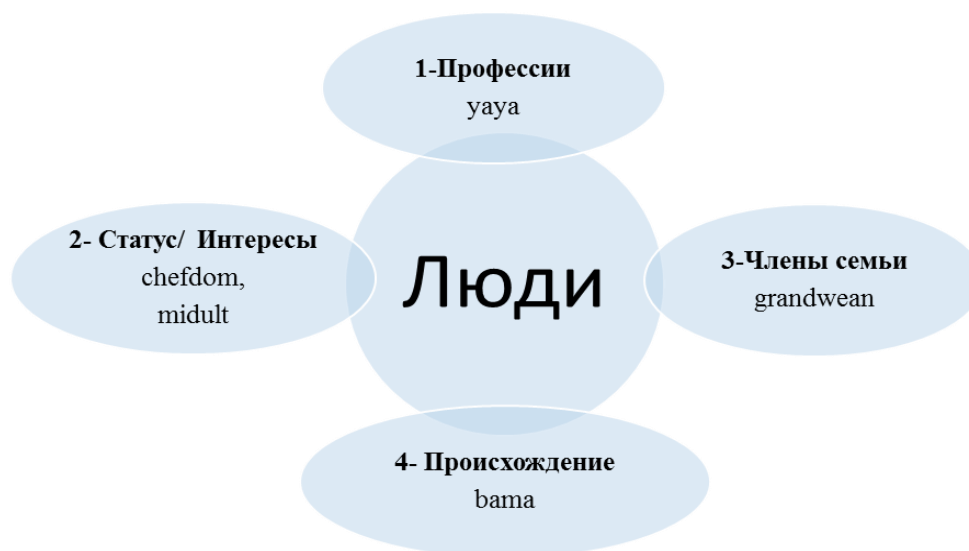 1-Профессии
yaya
2- Статус/ Интересы
chefdom,
midult
Люди
3-Члены семьи
grandwean
4- Происхождение
bama